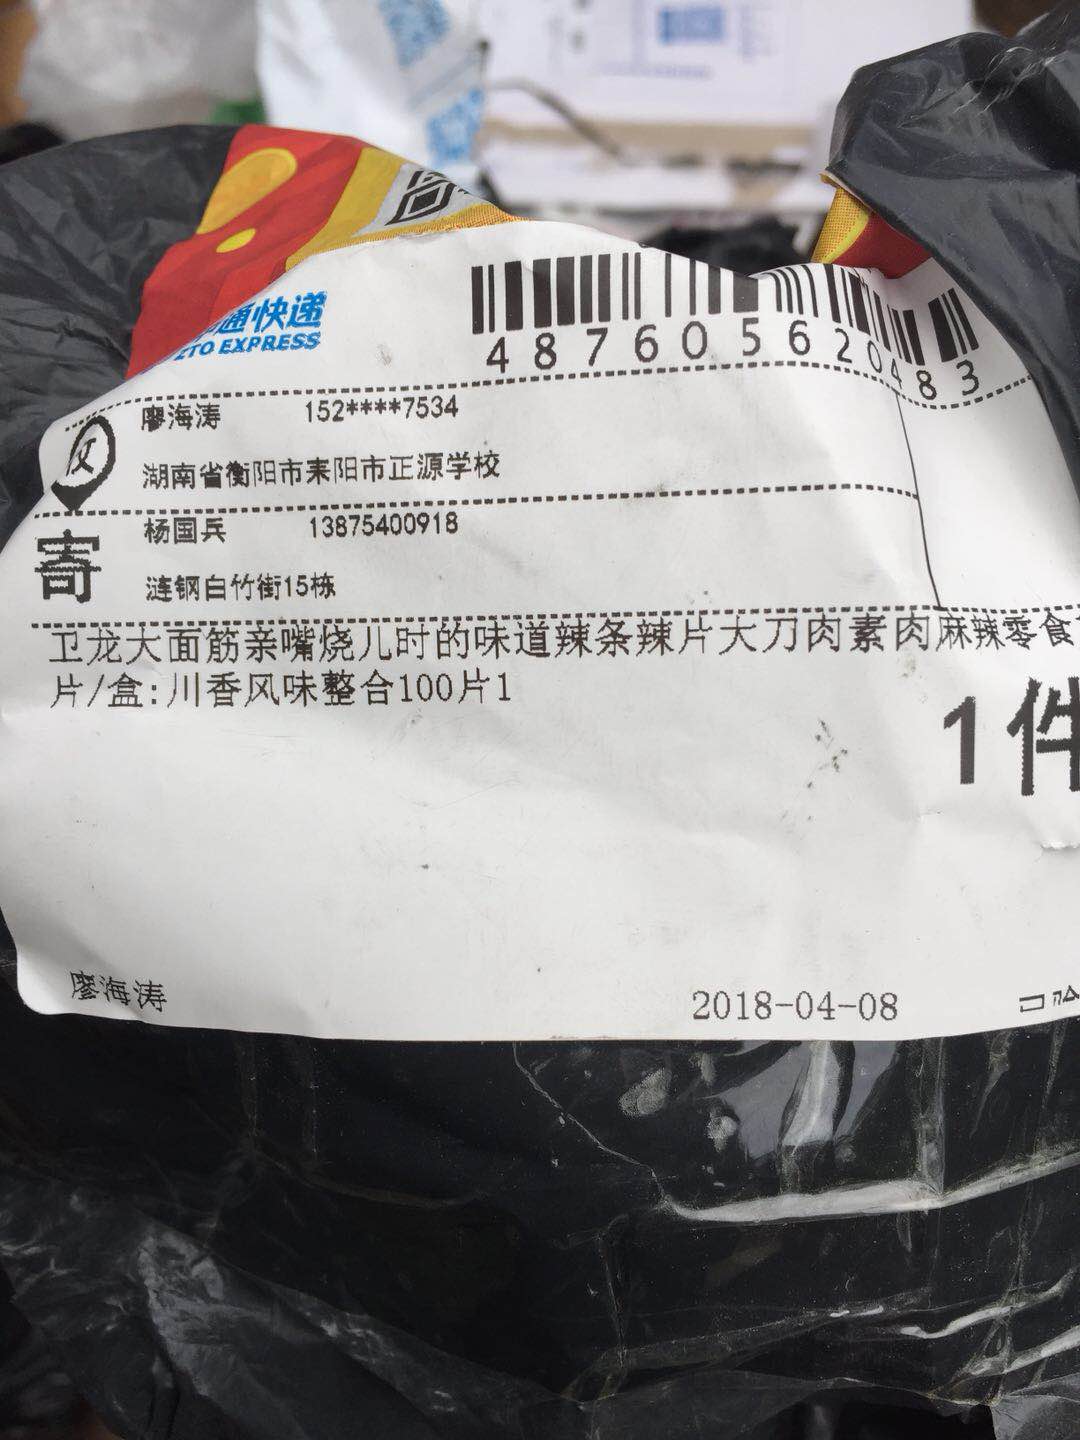 通快递
ZTO EXPRESS
487605620483
收
廖海涛 152****7534
湖南省衡阳市耒阳市正源学校
寄
杨国兵 13875400918
涟钢白竹街15栋
卫龙大面筋亲嘴烧儿时的味道辣条辣片大刀肉素肉麻辣零食
片/盒:川香风味整合100片1
1件
廖海涛
2018-04-08